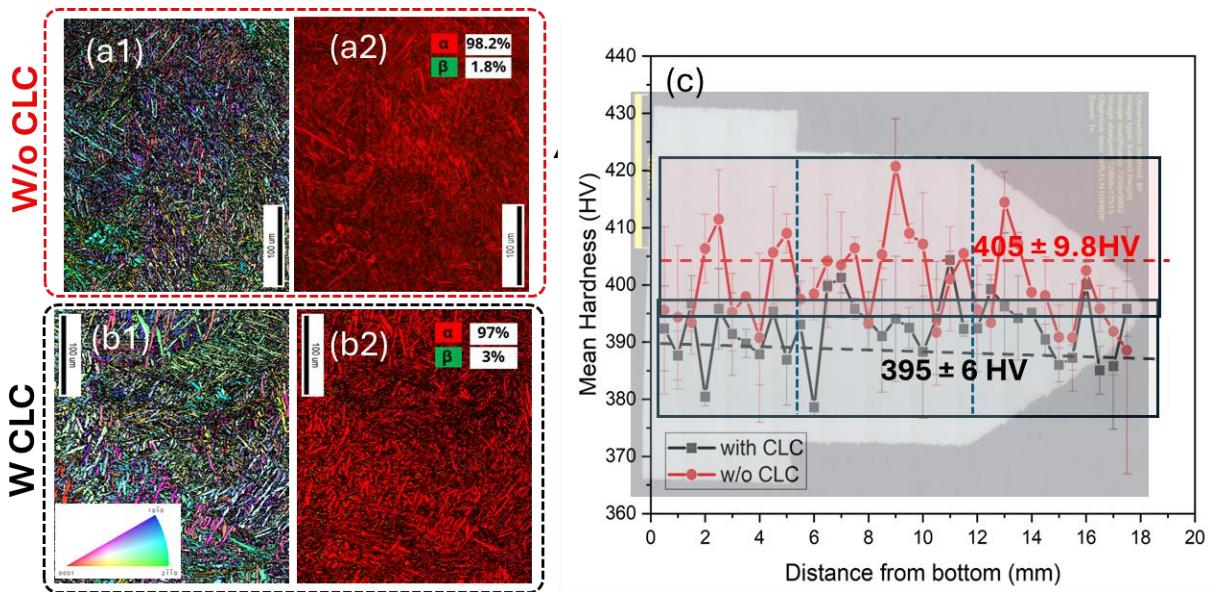 W/o CLC
(a1)
(a2)
α 98.2%
β 1.8%
100 um
100 um
W CLC
(b1)
(b2)
α 97%
β 3%
100 um
100 um
0001
(c)
Mean Hardness (HV)
440
430
420
410
400
390
380
370
360
405 ± 9.8HV
395 ± 6 HV
with CLC
w/o CLC
0 2 4 6 8 10 12 14 16 18 20
Distance from bottom (mm)